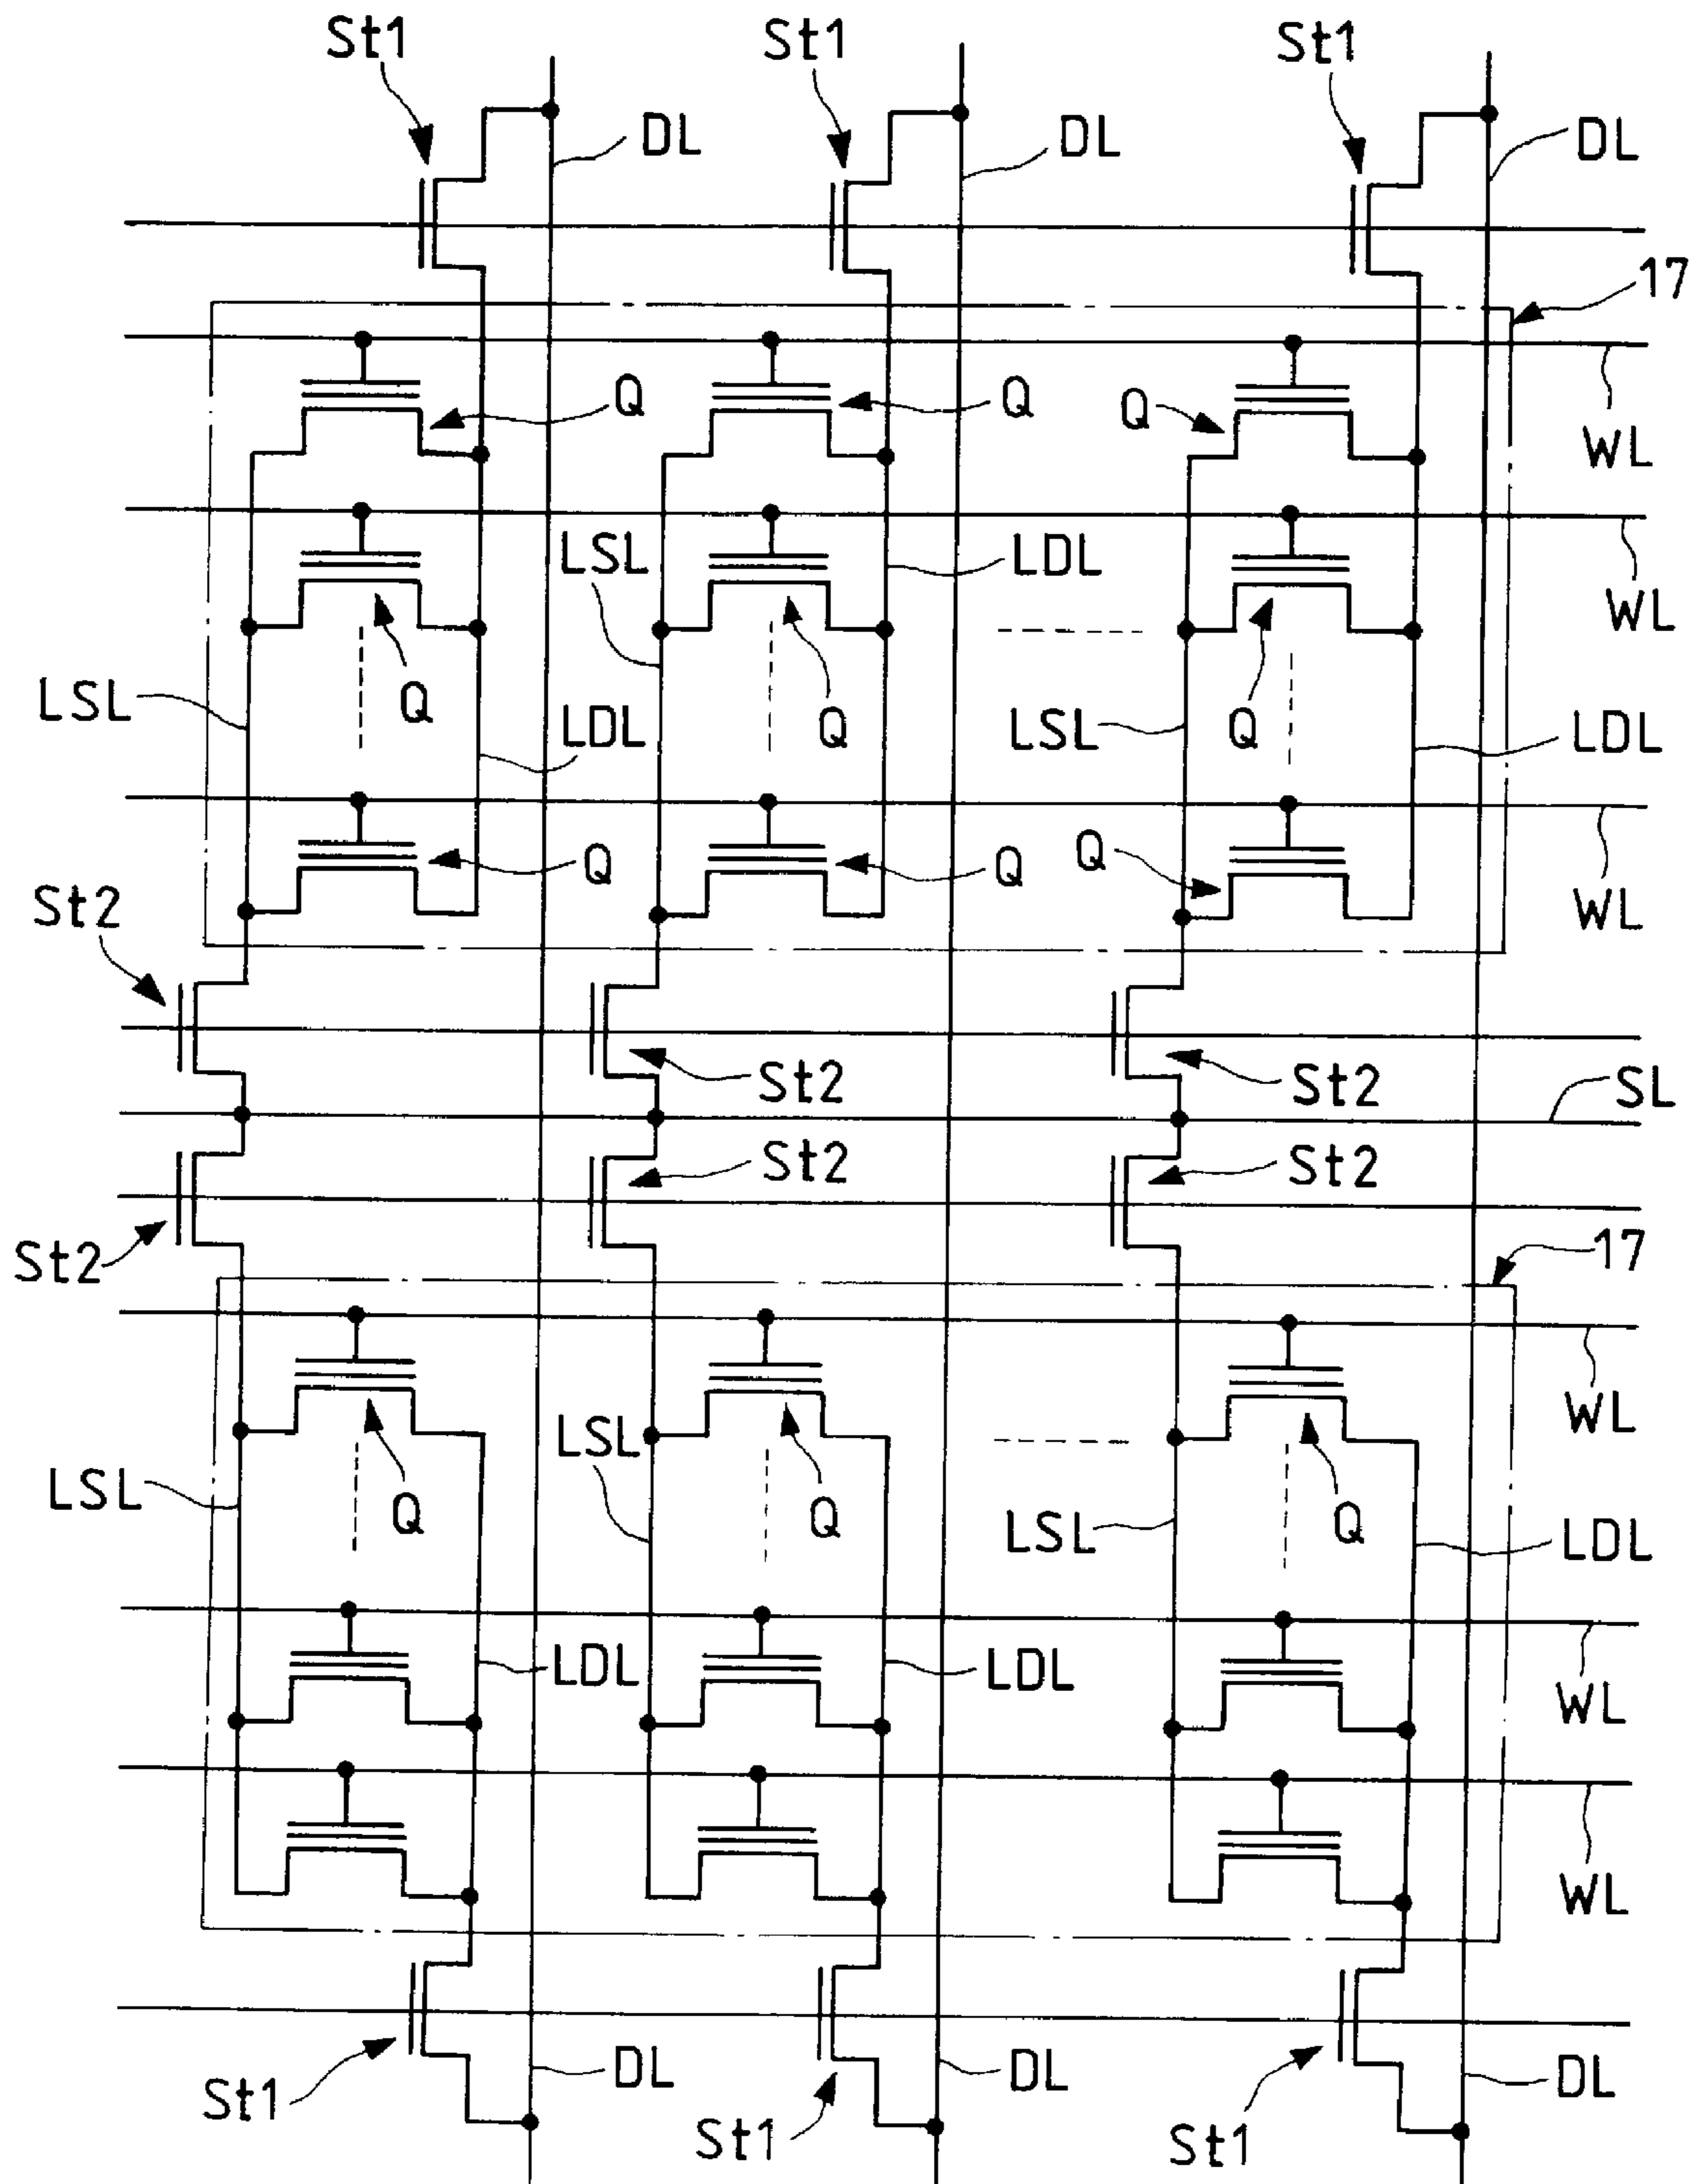 St1 St1 St1
DL DL DL
17
Q Q Q
WL
LSL LDL
WL
Q Q Q
LSL LDL LSL LDL
Q Q Q
WL
St2
St2 St2 SL
St2 St2
St2 17
WL
LSL
LSL Q Q Q
LSL LDL
LDL LDL
WL
WL
DL DL DL
St1 St1 St1